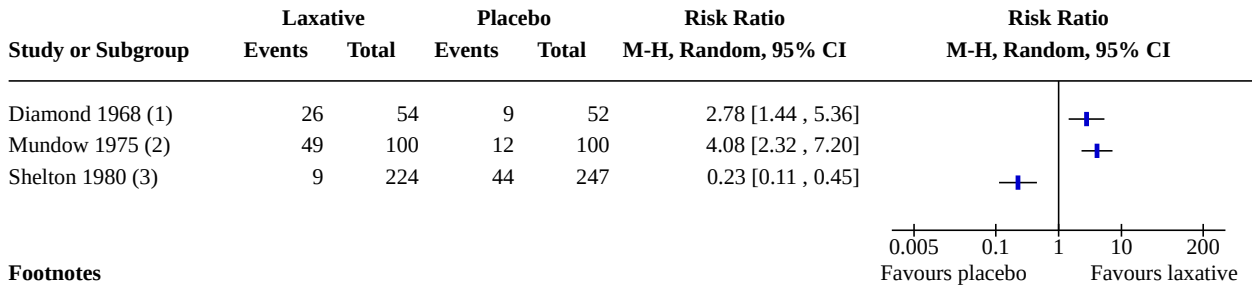 Laxative Placebo Risk Ratio Risk Ratio
Study or Subgroup Events Total Events Total M-H, Random, 95% CI M-H, Random, 95% CI
Diamond 1968 (1) 26 54 9 52 2.78 [1.44 , 5.36]
Mundow 1975 (2) 49 100 12 100 4.08 [2.32 , 7.20]
Shelton 1980 (3) 9 224 44 247 0.23 [0.11 , 0.45]
0.005 0.1 1 10 200
Footnotes Favours placebo Favours laxative